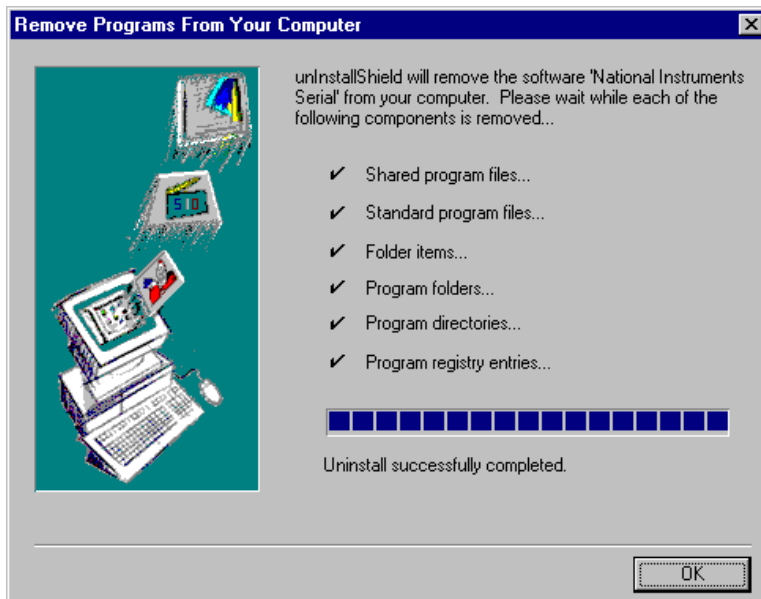 Remove Programs From Your Computer
unInstallShield will remove the software 'National Instruments
Serial' from your computer. Please wait while each of the
following components is removed...
Shared program files...
Standard program files...
Folder items...
Program folders...
Program directories...
Program registry entries...
Uninstall successfully completed.
OK